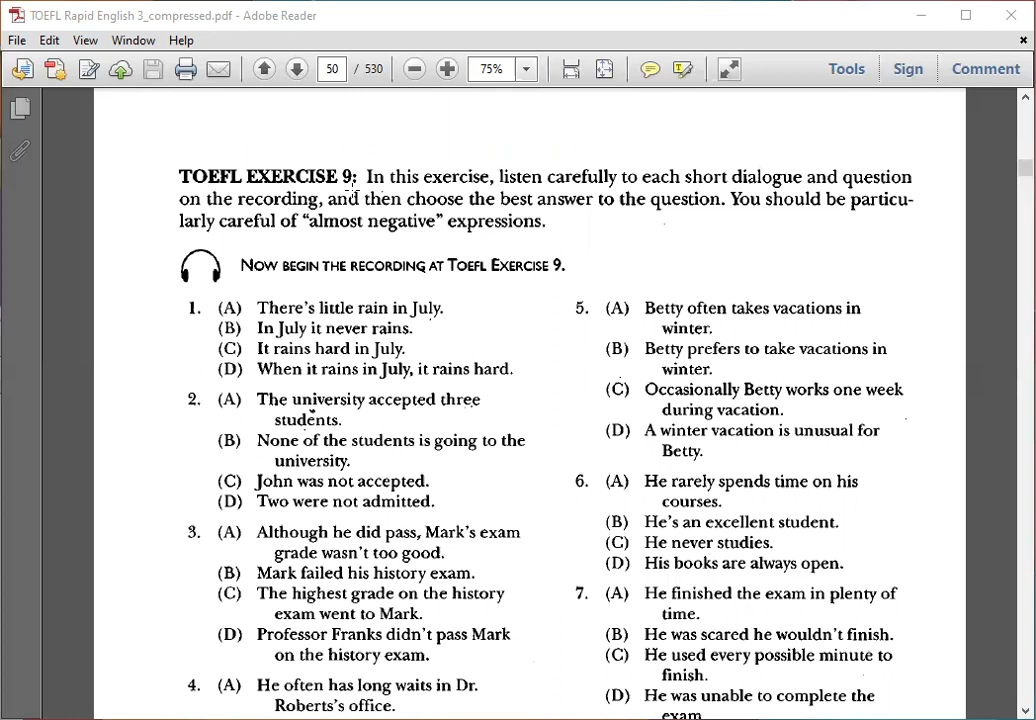 TOEFL Rapid English 3_compressed.pdf - Adobe Reader
File Edit View Window Help
50 / 530 75% Tools Sign Comment
TOEFL EXERCISE 9: In this exercise, listen carefully to each short dialogue and question
on the recording, and then choose the best answer to the question. You should be particu-
larly careful of "almost negative" expressions.
NOW BEGIN THE RECORDING AT TOEFL EXERCISE 9.
1. (A) There's little rain in July.
(B) In July it never rains.
(C) It rains hard in July.
(D) When it rains in July, it rains hard.
2. (A) The university accepted three
students.
(B) None of the students is going to the
university.
(C) John was not accepted.
(D) Two were not admitted.
3. (A) Although he did pass, Mark's exam
grade wasn't too good.
(B) Mark failed his history exam.
(C) The highest grade on the history
exam went to Mark.
(D) Professor Franks didn't pass Mark
on the history exam.
4. (A) He often has long waits in Dr.
Roberts's office.
5. (A) Betty often takes vacations in
winter.
(B) Betty prefers to take vacations in
winter.
(C) Occasionally Betty works one week
during vacation.
(D) A winter vacation is unusual for
Betty.
6. (A) He rarely spends time on his
courses.
(B) He's an excellent student.
(C) He never studies.
(D) His books are always open.
7. (A) He finished the exam in plenty of
time.
(B) He was scared he wouldn't finish.
(C) He used every possible minute to
finish.
(D) He was unable to complete the
exam